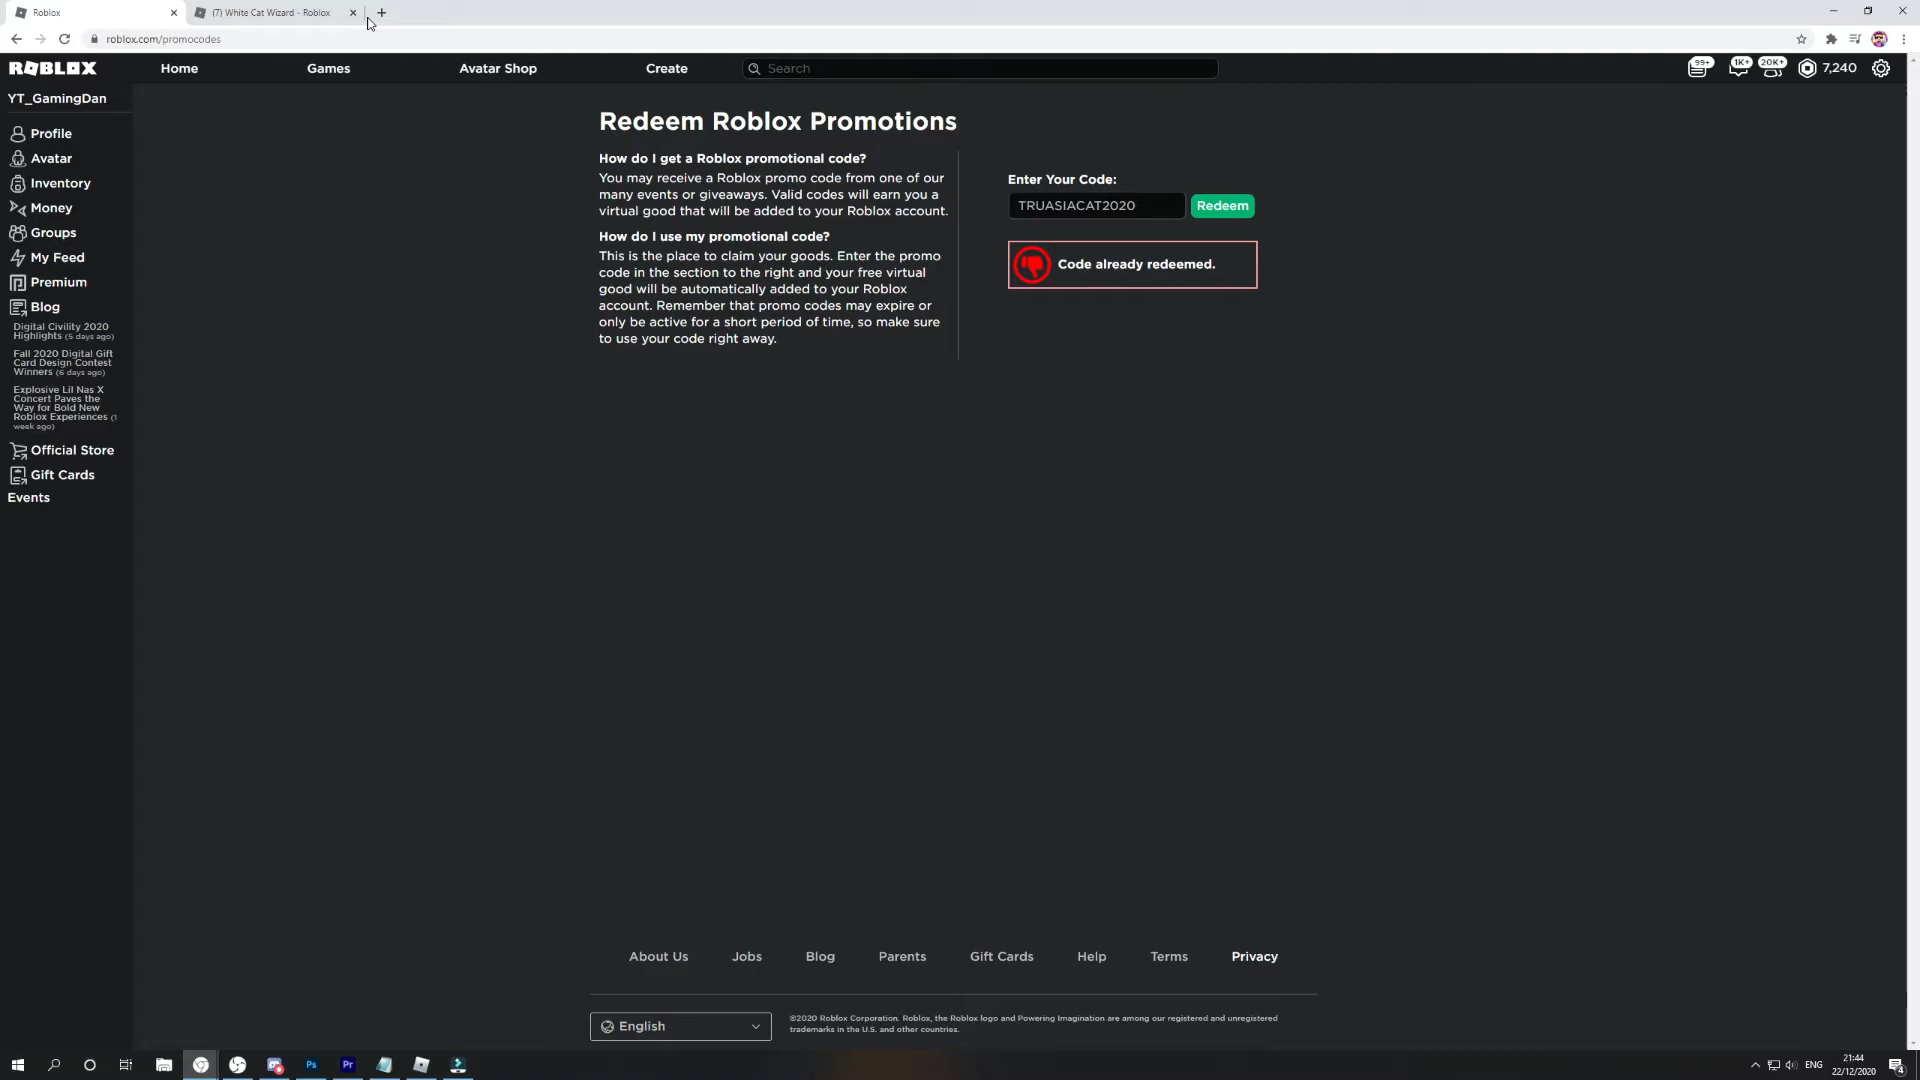 Roblox
(7) White Cat Wizard - Roblox
roblox.com/promocodes
ROBLOX
Home
Games
Avatar Shop
Create
Search
99+
1K+
20K+
7,240
YT_GamingDan
Profile
Avatar
Inventory
Money
Groups
My Feed
Premium
Blog
Digital Civility 2020
Highlights (5 days ago)
Fall 2020 Digital Gift
Card Design Contest
Winners (6 days ago)
Explosive Lil Nas X
Concert Paves the
Way for Bold New
Roblox Experiences (1
week ago)
Official Store
Gift Cards
Events
Redeem Roblox Promotions
How do I get a Roblox promotional code?
You may receive a Roblox promo code from one of our
many events or giveaways. Valid codes will earn you a
virtual good that will be added to your Roblox account.
How do I use my promotional code?
This is the place to claim your goods. Enter the promo
code in the section to the right and your free virtual
good will be automatically added to your Roblox
account. Remember that promo codes may expire or
only be active for a short period of time, so make sure
to use your code right away.
Enter Your Code:
TRUASIACAT2020
Redeem
Code already redeemed.
About Us
Jobs
Blog
Parents
Gift Cards
Help
Terms
Privacy
English
©2020 Roblox Corporation. Roblox, the Roblox logo and Powering Imagination are among our registered and unregistered
trademarks in the U.S. and other countries.
Ps
Pr
ENG
21:44
22/12/2020
4